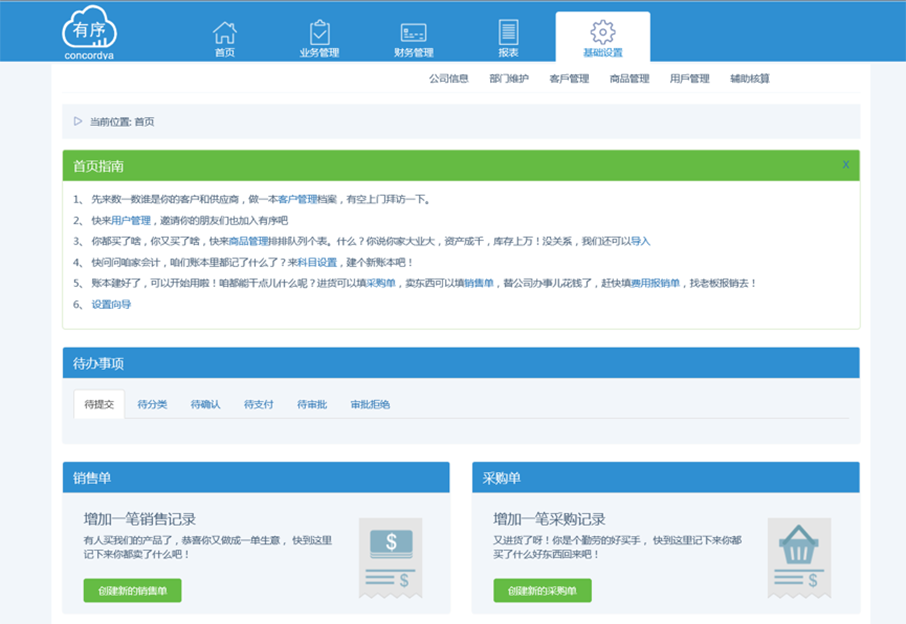 有序
concordya
首页
业务管理
财务管理
报表
基础设置
公司信息 部门维护 客户管理 商品管理 用户管理 辅助核算
当前位置: 首页
首页指南
X
1、 先来数一数谁是你的客户和供应商，做一本客户管理档案，有空上门拜访一下。
2、 快来用户管理，邀请你的朋友们也加入有序吧
3、 你都买了啥，你又买了啥，快来商品管理排排队列个表。什么？你说你家大业大，资产成千，库存上万！没关系，我们还可以导入
4、 快问问咱家会计，咱们账本里都记了什么了？来科目设置，建个新账本吧！
5、 账本建好了，可以开始用啦！咱都能干点儿什么呢？进货可以填采购单，卖东西可以填销售单，替公司办事儿花钱了，赶快填费用报销单，找老板报销去！
6、 设置向导
待办事项
待提交 待分类 待确认 待支付 待审批 审批拒绝
销售单
增加一笔销售记录
有人买我们的产品了，恭喜你又做成一单生意， 快到这里
记下来你都卖了什么吧！
创建新的销售单
$
$
采购单
增加一笔采购记录
又进货了呀！你是个勤劳的好买手， 快到这里记下来你都
买了什么好东西回来吧！
创建新的采购单
$